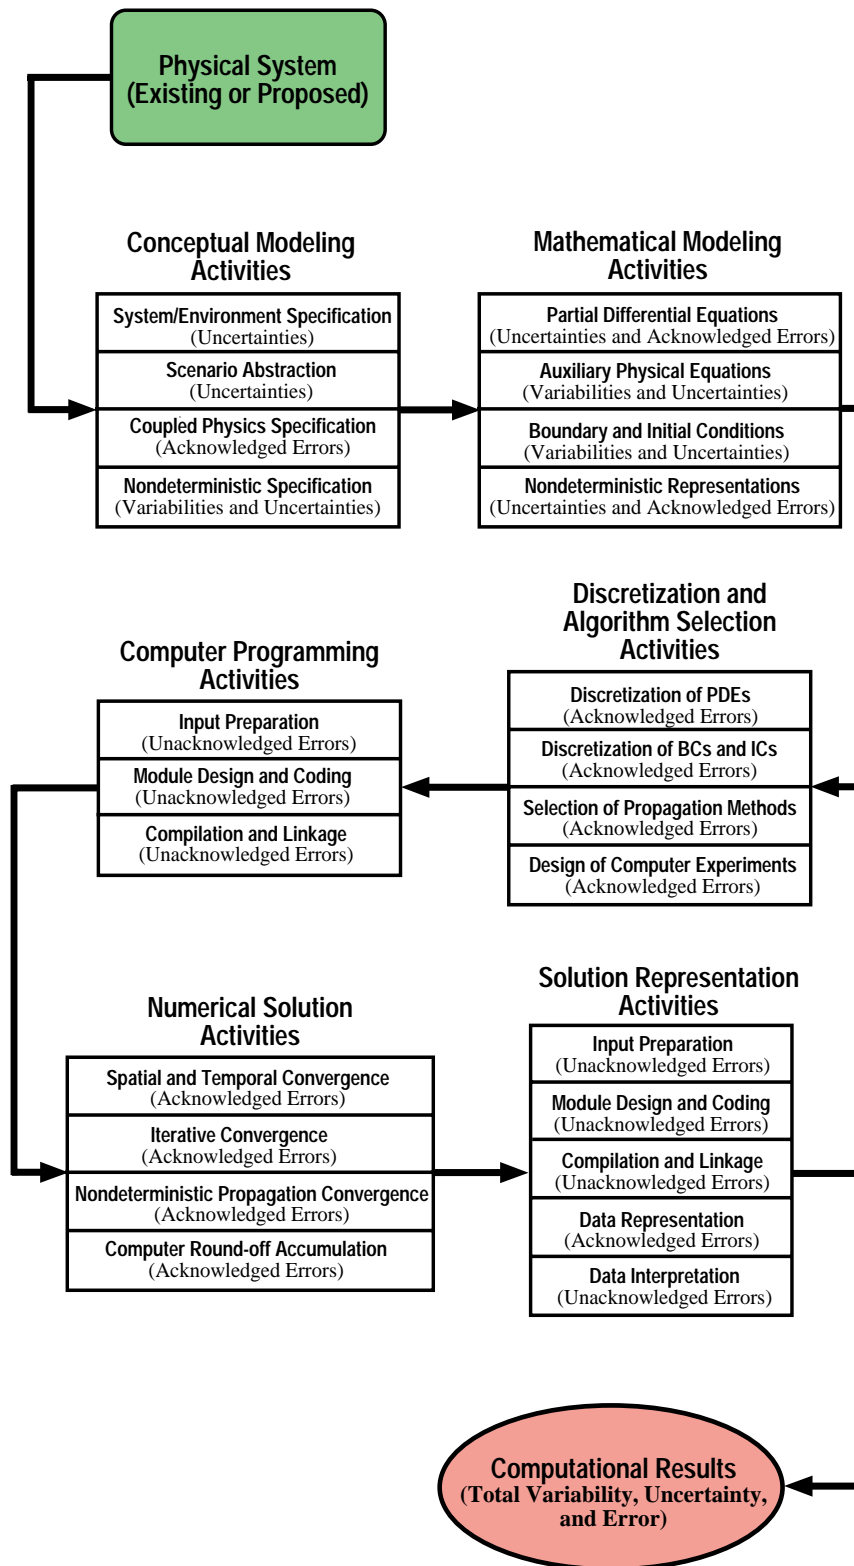 Physical System
(Existing or Proposed)
Conceptual Modeling
Activities
System/Environment Specification
(Uncertainties)
Scenario Abstraction
(Uncertainties)
Coupled Physics Specification
(Acknowledged Errors)
Nondeterministic Specification
(Variabilities and Uncertainties)
Mathematical Modeling
Activities
Partial Differential Equations
(Uncertainties and Acknowledged Errors)
Auxiliary Physical Equations
(Variabilities and Uncertainties)
Boundary and Initial Conditions
(Variabilities and Uncertainties)
Nondeterministic Representations
(Uncertainties and Acknowledged Errors)
Discretization and
Algorithm Selection
Activities
Discretization of PDEs
(Acknowledged Errors)
Discretization of BCs and ICs
(Acknowledged Errors)
Selection of Propagation Methods
(Acknowledged Errors)
Design of Computer Experiments
(Acknowledged Errors)
Computer Programming
Activities
Input Preparation
(Unacknowledged Errors)
Module Design and Coding
(Unacknowledged Errors)
Compilation and Linkage
(Unacknowledged Errors)
Numerical Solution
Activities
Spatial and Temporal Convergence
(Acknowledged Errors)
Iterative Convergence
(Acknowledged Errors)
Nondeterministic Propagation Convergence
(Acknowledged Errors)
Computer Round-off Accumulation
(Acknowledged Errors)
Solution Representation
Activities
Input Preparation
(Unacknowledged Errors)
Module Design and Coding
(Unacknowledged Errors)
Compilation and Linkage
(Unacknowledged Errors)
Data Representation
(Acknowledged Errors)
Data Interpretation
(Unacknowledged Errors)
Computational Results
(Total Variability, Uncertainty,
and Error)